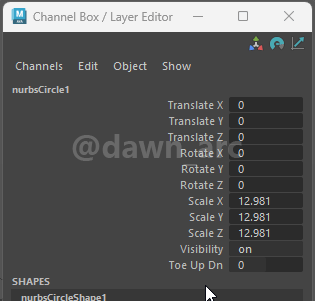 Channel Box / Layer Editor
Channels Edit Object Show
nurbsCircle1
Translate X 0
Translate Y 0
Translate Z 0
@dawn_arc
Rotate X 0
Rotate Y 0
Rotate Z 0
Scale X 12.981
Scale Y 12.981
Scale Z 12.981
Visibility on
Toe Up Dn 0
SHAPES
nurbsCircleShape1